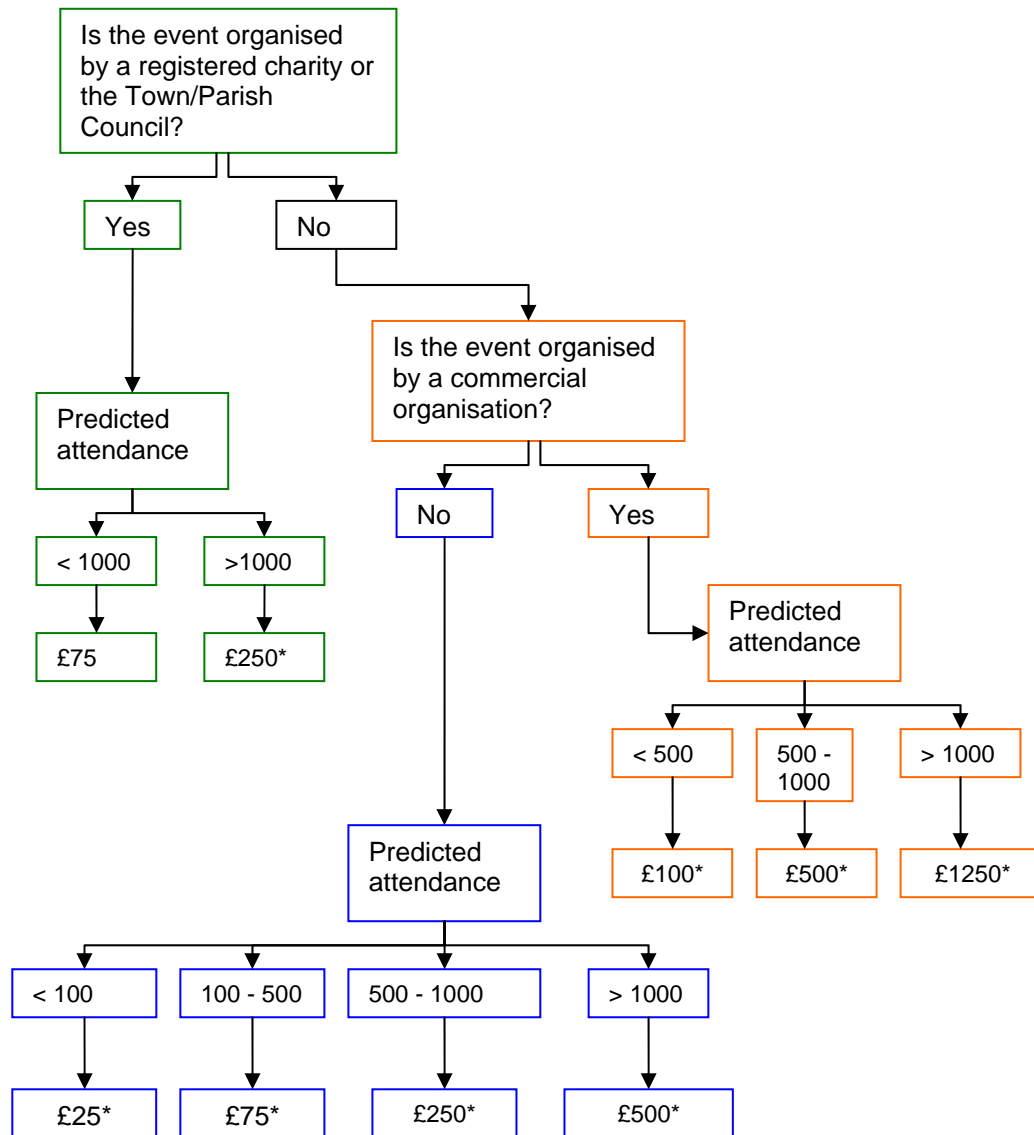 Is the event organised
by a registered charity or
the Town/Parish
Council?
Yes
No
Is the event organised
by a commercial
organisation?
Predicted
attendance
No
Yes
< 1000
>1000
Predicted
attendance
£75
£250*
< 500
500 -
1000
> 1000
Predicted
attendance
£100*
£500*
£1250*
< 100
100 - 500
500 - 1000
> 1000
£25*
£75*
£250*
£500*